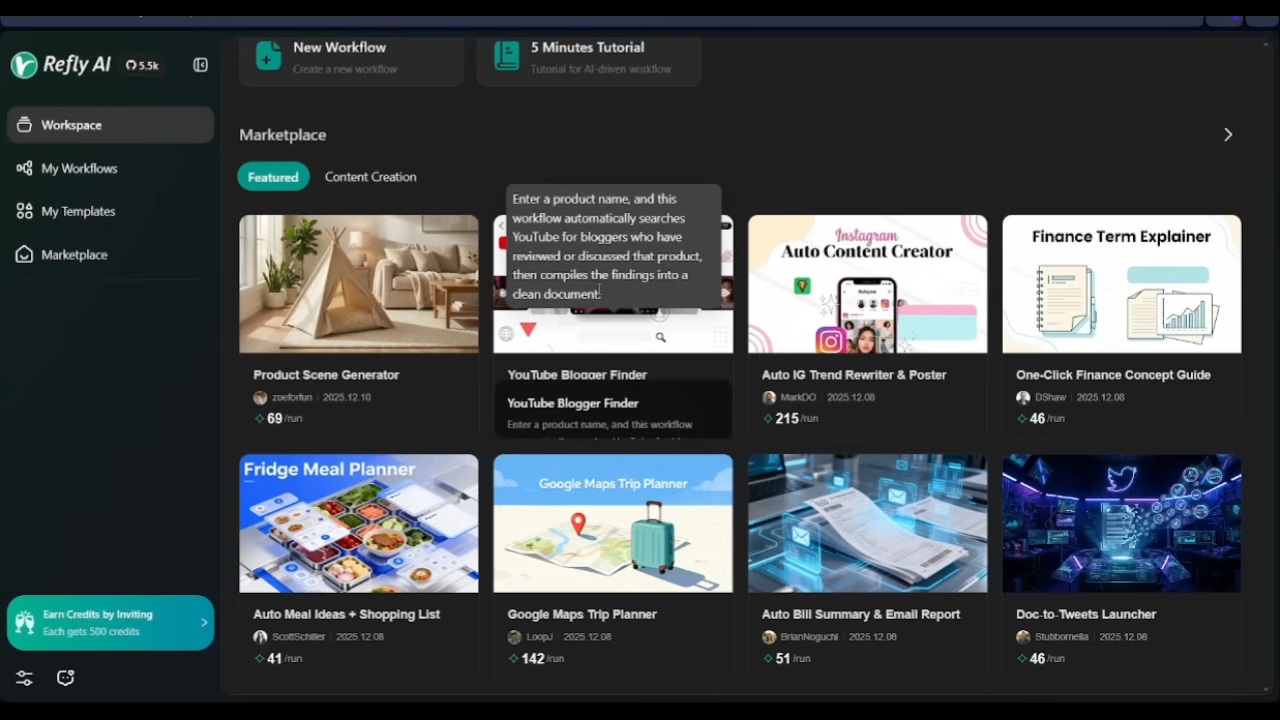 Refly AI
5.5k
Workspace
My Workflows
My Templates
Marketplace
Earn Credits by Inviting
Each gets 500 credits
New Workflow
Create a new workflow
5 Minutes Tutorial
Tutorial for AI-driven workflow
Marketplace
Featured
Content Creation
Enter a product name, and this
workflow automatically searches
YouTube for bloggers who have
reviewed or discussed that product,
then compiles the findings into a
clean document.
Instagram
Auto Content Creator
Finance Term Explainer
Product Scene Generator
zoeforfun | 2025.12.10
69 /run
YouTube Blogger Finder
YouTube Blogger Finder
Enter a product name, and this workflow
Auto IG Trend Rewriter & Poster
MarkDO | 2025.12.08
215 /run
One-Click Finance Concept Guide
DShaw | 2025.12.08
46 /run
Fridge Meal Planner
Google Maps Trip Planner
Auto Meal Ideas + Shopping List
ScottSchiller | 2025.12.08
41 /run
Google Maps Trip Planner
LoopJ | 2025.12.08
142 /run
Auto Bill Summary & Email Report
BrianNoguchi | 2025.12.08
51 /run
Doc-to-Tweets Launcher
Stubbornella | 2025.12.08
46 /run